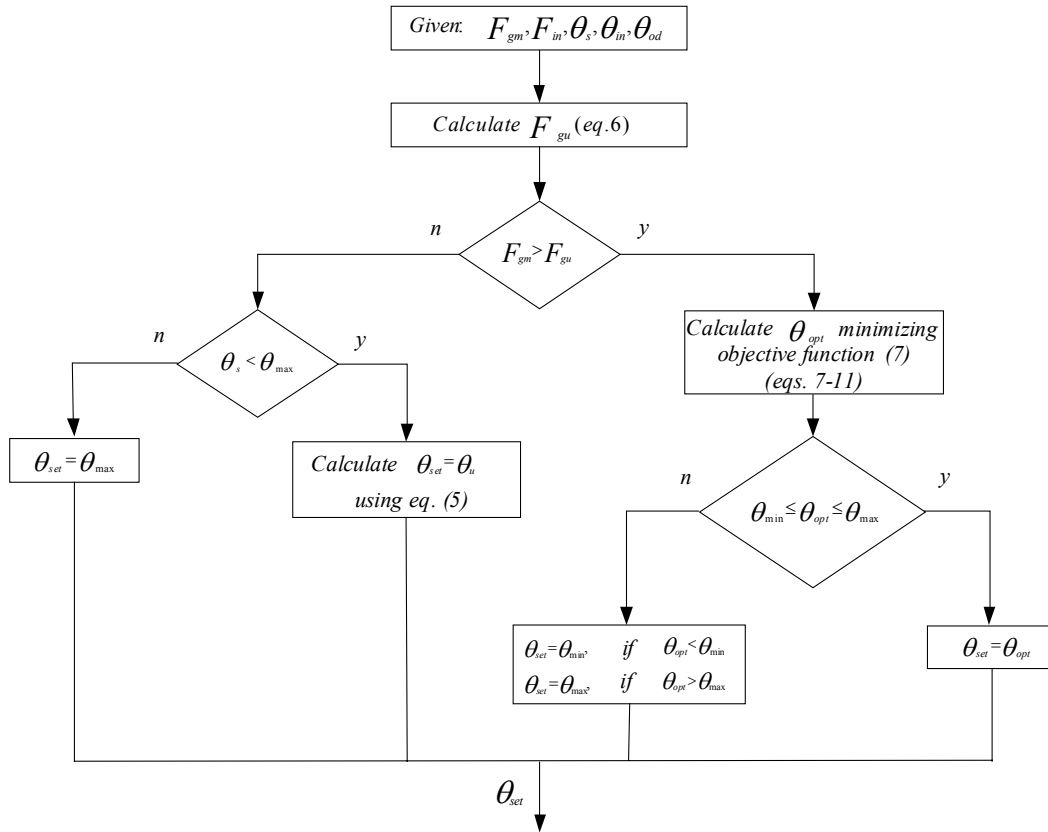 Given: F_gm, F_in, θ_s, θ_in, θ_od
Calculate F_gu (eq.6)
n
y
F_gm > F_gu
n
y
θ_s < θ_max
Calculate θ_opt minimizing
objective function (7)
(eqs. 7-11)
θ_set = θ_max
Calculate θ_set = θ_u
using eq. (5)
n
y
θ_min ≤ θ_opt ≤ θ_max
θ_set = θ_min, if θ_opt < θ_min
θ_set = θ_max, if θ_opt > θ_max
θ_set = θ_opt
θ_set